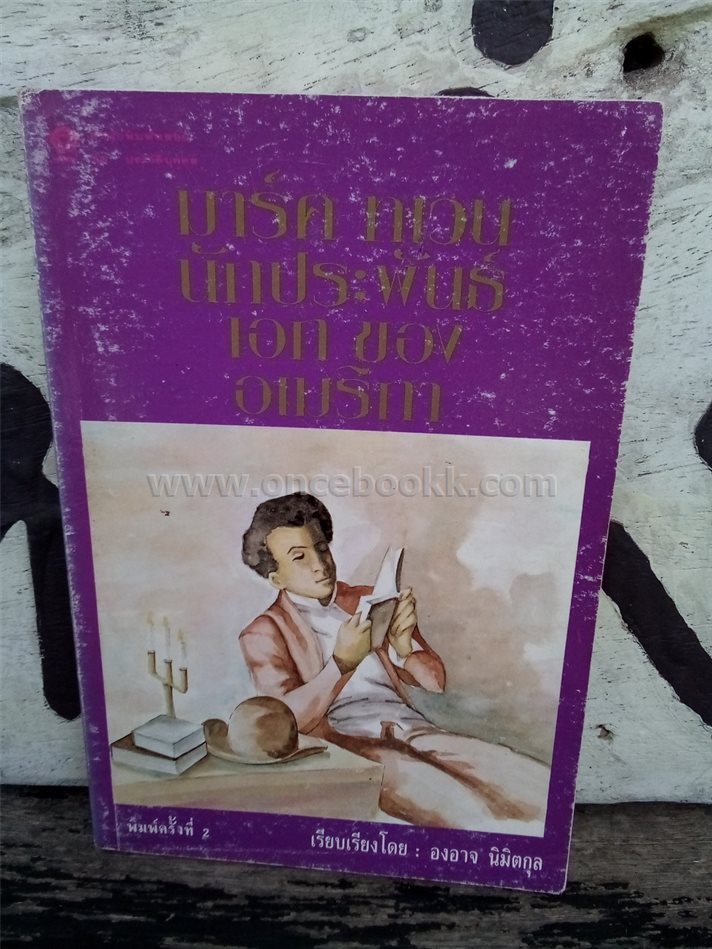 มาร์ค ทเวน
นักประพันธ์
เอก ของ
อเมริกา
www.oncebookk.com
พิมพ์ครั้งที่ 2
เรียบเรียงโดย : องอาจ นิมิตกุล